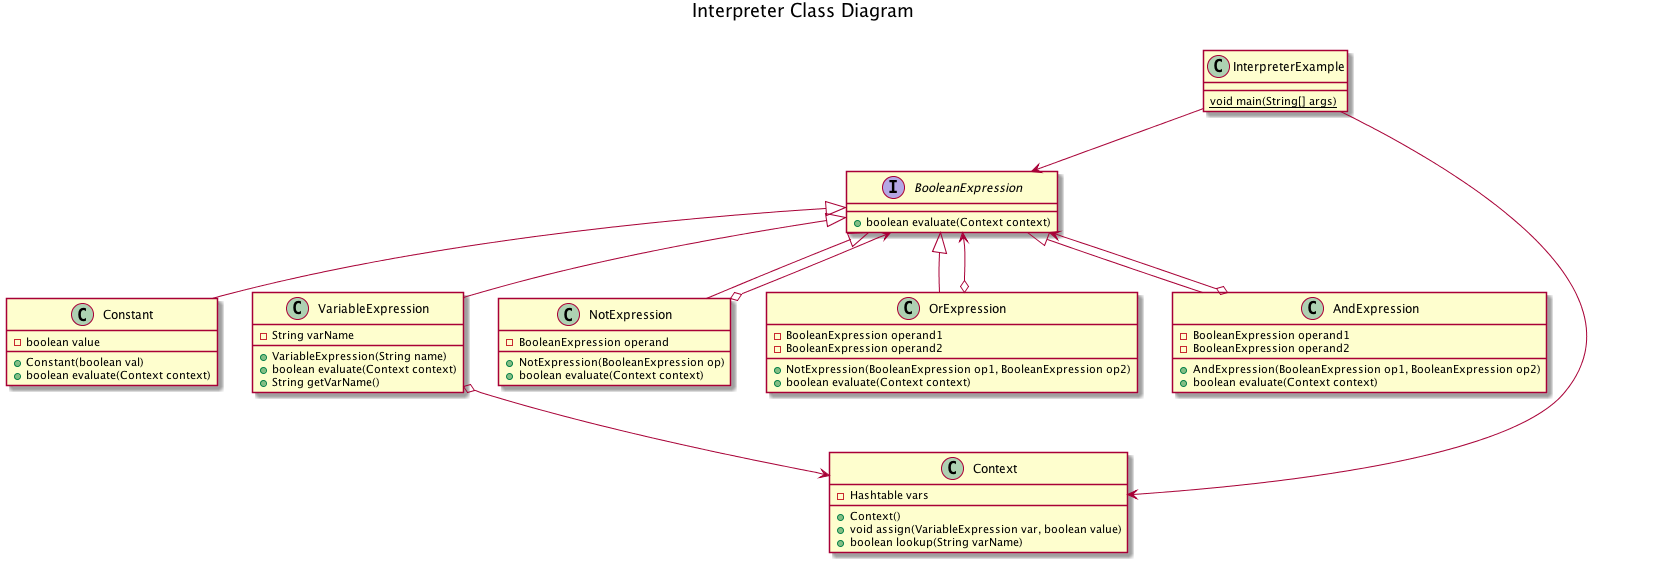 Interpreter Class Diagram
C InterpreterExample
void main(String[] args)
I BooleanExpression
boolean evaluate(Context context)
C Constant
boolean value
Constant(boolean val)
boolean evaluate(Context context)
C VariableExpression
String varName
VariableExpression(String name)
boolean evaluate(Context context)
String getVarName()
C NotExpression
BooleanExpression operand
NotExpression(BooleanExpression op)
boolean evaluate(Context context)
C OrExpression
BooleanExpression operand1
BooleanExpression operand2
NotExpression(BooleanExpression op1, BooleanExpression op2)
boolean evaluate(Context context)
C AndExpression
BooleanExpression operand1
BooleanExpression operand2
AndExpression(BooleanExpression op1, BooleanExpression op2)
boolean evaluate(Context context)
C Context
Hashtable vars
Context()
void assign(VariableExpression var, boolean value)
boolean lookup(String varName)